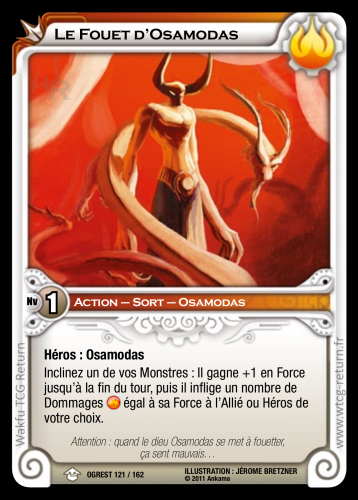 Le Fouet d'Osamodas
Nv 1
Action – Sort – Osamodas
Héros : Osamodas
Inclinez un de vos Monstres : Il gagne +1 en Force
jusqu'à la fin du tour, puis il inflige un nombre de
Dommages égal à sa Force à l'Allié ou Héros de
votre choix.
Attention : quand le dieu Osamodas se met à fouetter,
ça sent mauvais…
OGREST 121 / 162
ILLUSTRATION : JÉRÔME BRETZNER
© 2011 Ankama
Wakfu TCG Return
www.wtcg-return.fr